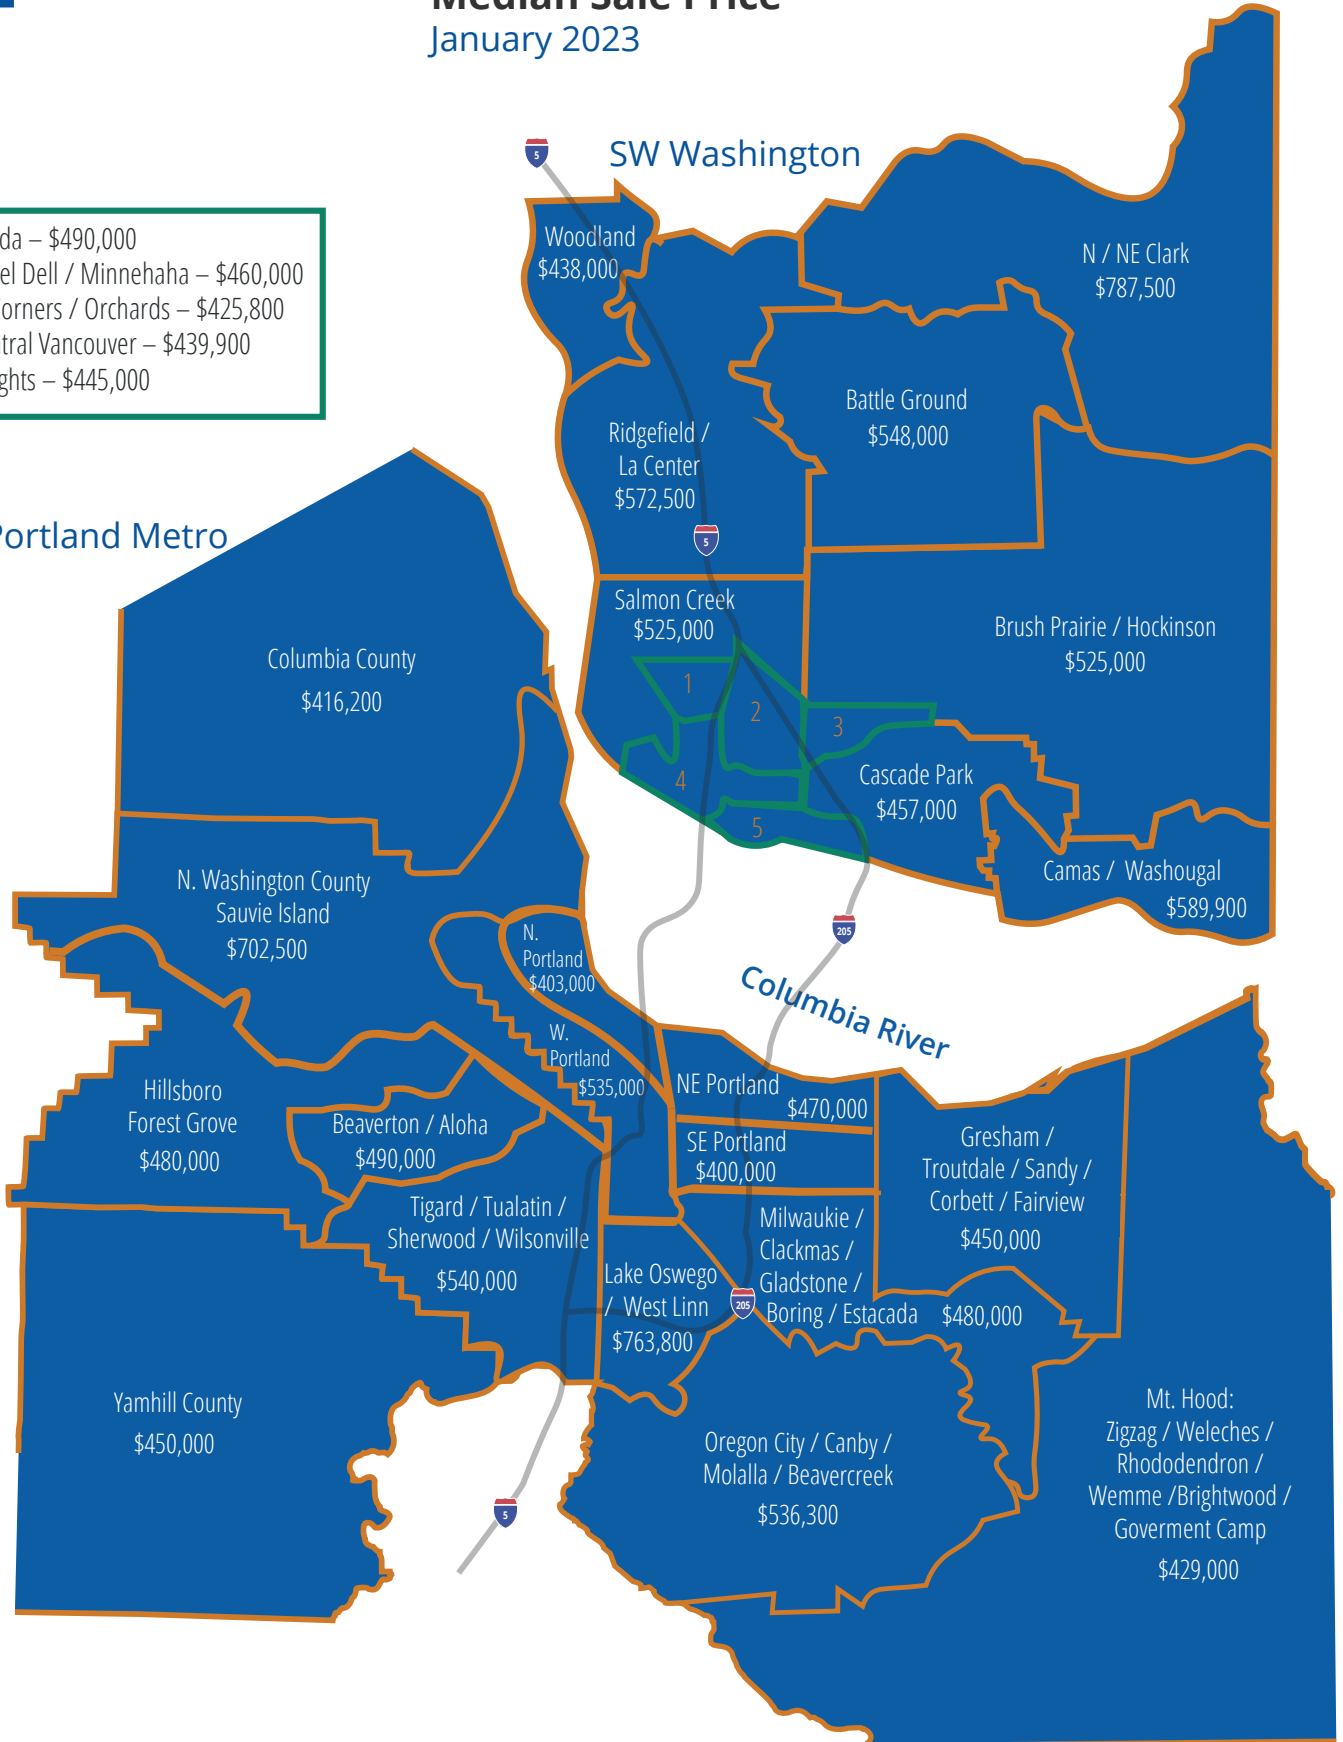 Median Sale Price
January 2023
SW Washington
– $490,000
Dell / Minnehaha – $460,000
/ Orchards – $425,800
Vancouver – $439,900
– $445,000
Portland Metro
5
Woodland
$438,000
N / NE Clark
$787,500
Battle Ground
$548,000
Ridgefield /
La Center
$572,500
5
Salmon Creek
$525,000
Brush Prairie / Hockinson
$525,000
1
2
3
4
5
Cascade Park
$457,000
Camas / Washougal
$589,900
205
Columbia River
Columbia County
$416,200
N. Washington County
Sauvie Island
$702,500
N.
Portland
$403,000
W.
Portland
$535,000
NE Portland
$470,000
SE Portland
$400,000
Hillsboro
Forest Grove
$480,000
Beaverton / Aloha
$490,000
Tigard / Tualatin /
Sherwood / Wilsonville
$540,000
Gresham /
Troutdale / Sandy /
Corbett / Fairview
$450,000
Milwaukie /
Clackmas /
Gladstone /
Boring / Estacada
$480,000
Lake Oswego
/ West Linn
$763,800
205
Yamhill County
$450,000
5
Oregon City / Canby /
Molalla / Beavercreek
$536,300
Mt. Hood:
Zigzag / Weleches /
Rhododendron /
Wemme /Brightwood /
Goverment Camp
$429,000